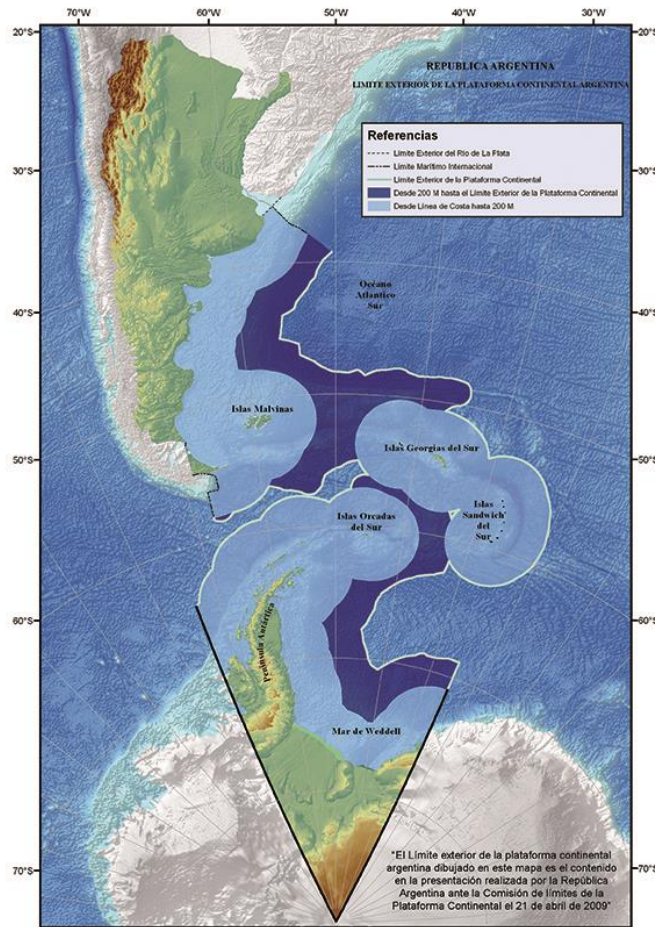 70°W 60°W 50°W 40°W 30°W
20°S 20°S
REPUBLICA ARGENTINA
LIMITE EXTERIOR DE LA PLATAFORMA CONTINENTAL ARGENTINA
Referencias
Límite Exterior del Río de La Plata
Límite Marítimo Internacional
Límite Exterior de la Plataforma Continental
Desde 200 M hasta el Límite Exterior de la Plataforma Continental
Desde Línea de Costa hasta 200 M
30°S 30°S
Océano
Atlantico
Sur
40°S 40°S
Islas Malvinas
Islas Georgias del Sur
50°S 50°S
Islas
Sandwich
del
Sur
Islas Orcadas
del Sur
60°S 60°S
Península Antártica
Mar de Weddell
70°S 70°S
"El Límite exterior de la plataforma continental
argentina dibujado en este mapa es el contenido
en la presentación realizada por la República
Argentina ante la Comisión de límites de la
Plataforma Continental el 21 de abril de 2009"